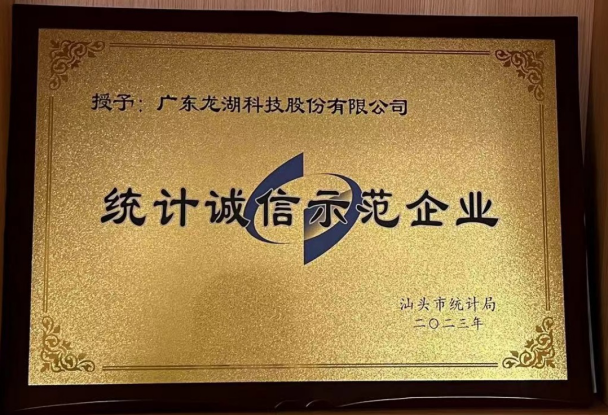 授予：广东龙湖科技股份有限公司
统计诚信示范企业
汕头市统计局
二〇二三年